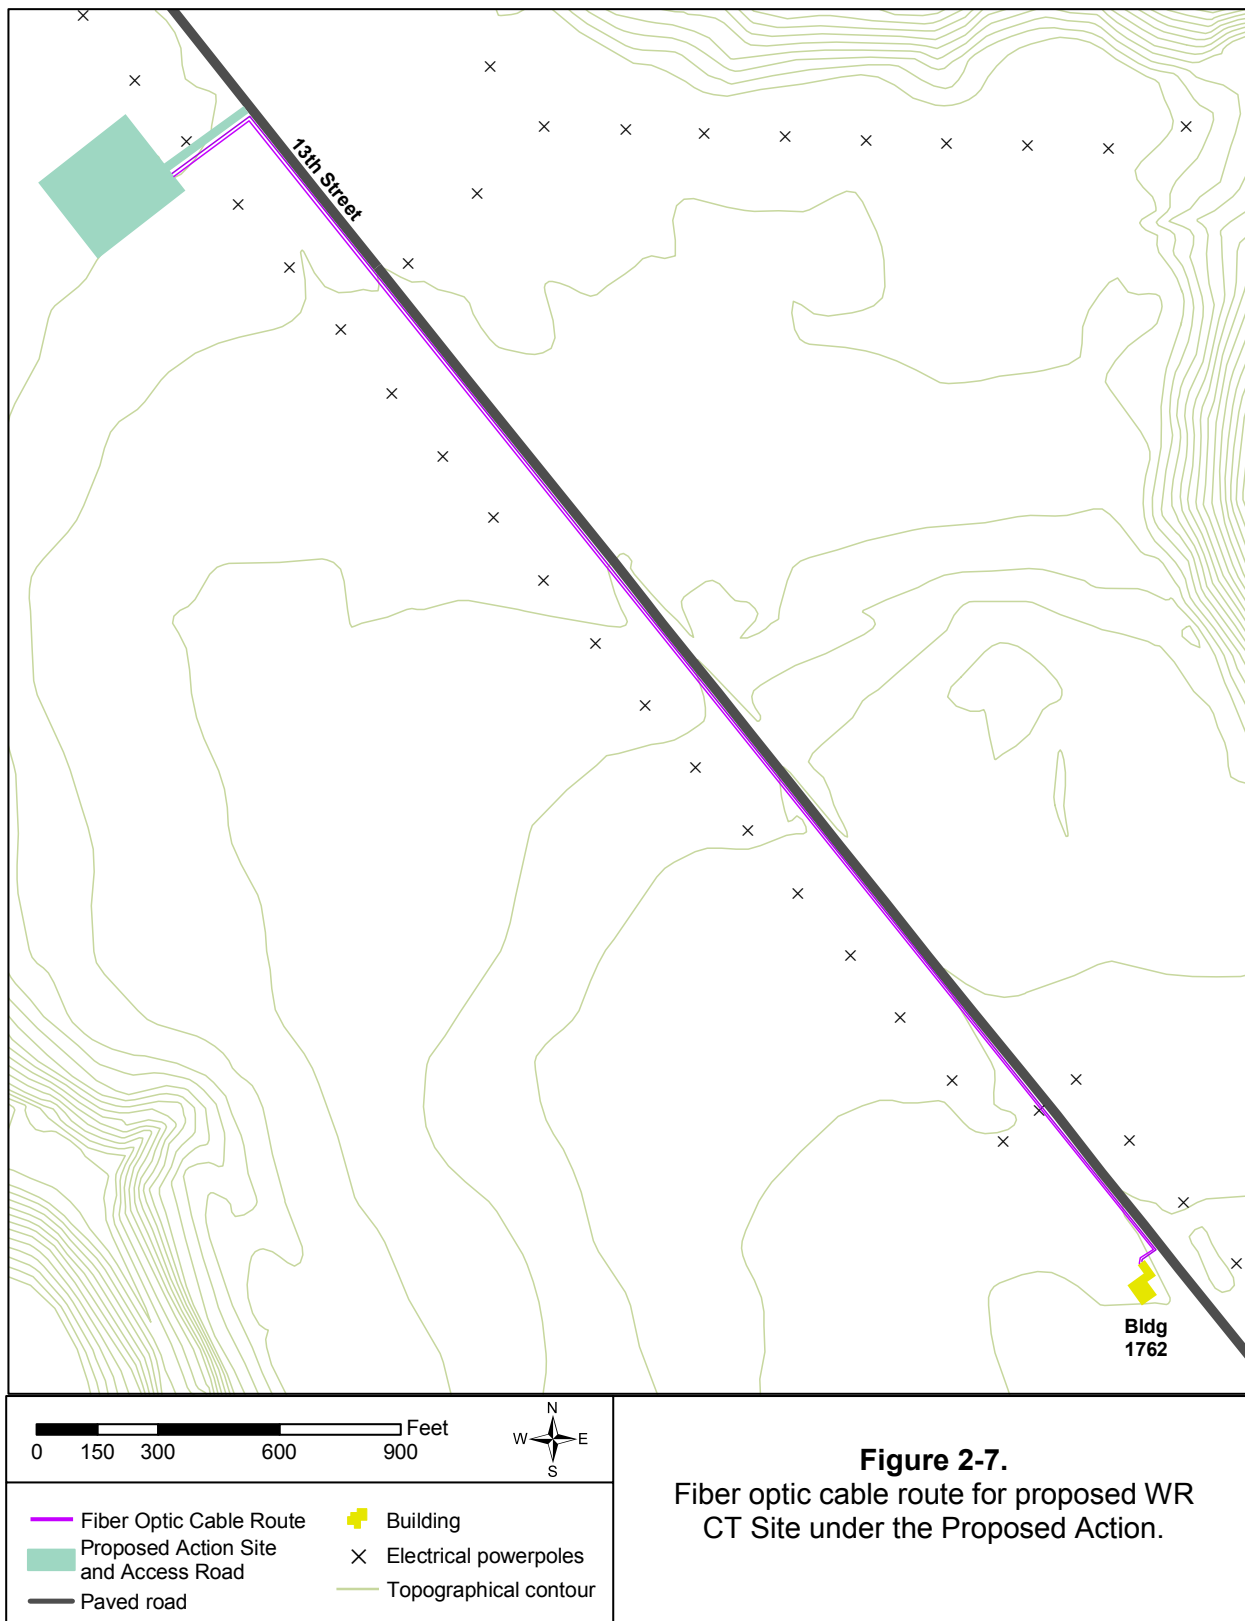 13th Street
Bldg
1762
Feet
0 150 300 600 900
N
W E
S
Fiber Optic Cable Route
Proposed Action Site
and Access Road
Paved road
Building
Electrical powerpoles
Topographical contour
Figure 2-7.
Fiber optic cable route for proposed WR
CT Site under the Proposed Action.